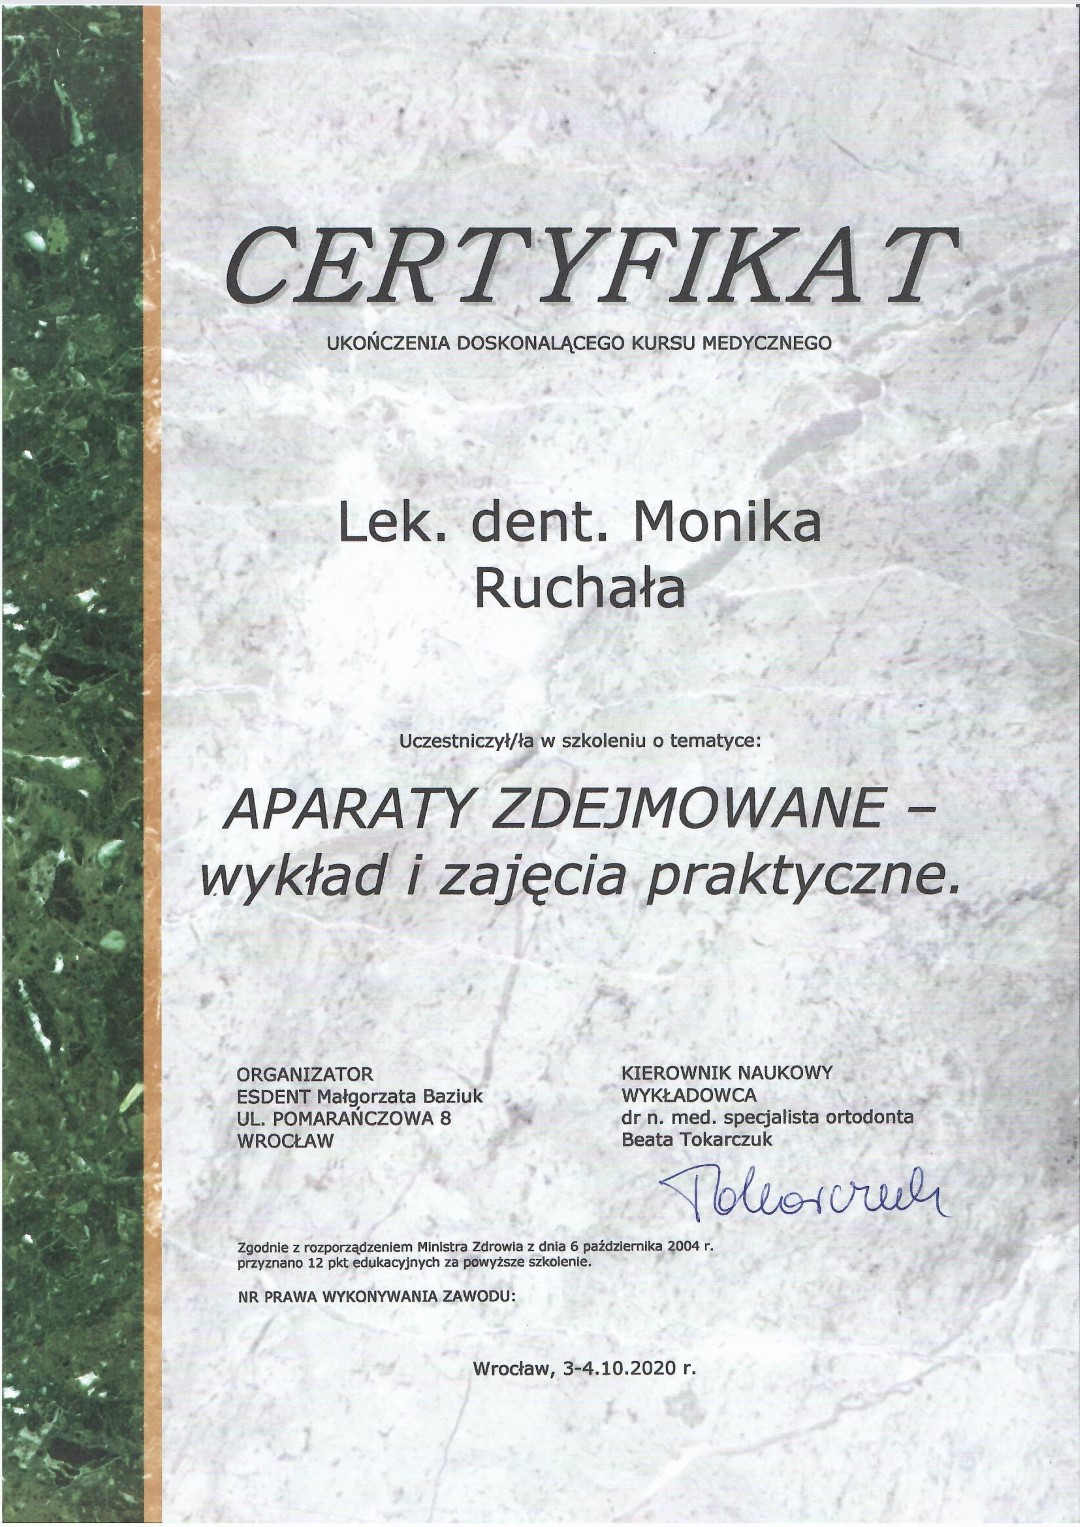 CERTYFIKAT
UKOŃCZENIA DOSKONALĄCEGO KURSU MEDYCZNEGO
Lek. dent. Monika
Ruchała
Uczestniczył/ła w szkoleniu o tematyce:
APARATY ZDEJMOWANE –
wykład i zajęcia praktyczne.
ORGANIZATOR
ESDENT Małgorzata Baziuk
UL. POMARAŃCZOWA 8
WROCŁAW
KIEROWNIK NAUKOWY
WYKŁADOWCA
dr n. med. specjalista ortodonta
Beata Tokarczuk
Tokarczuk
Zgodnie z rozporządzeniem Ministra Zdrowia z dnia 6 października 2004 r.
przyznano 12 pkt edukacyjnych za powyższe szkolenie.
NR PRAWA WYKONYWANIA ZAWODU:
Wrocław, 3-4.10.2020 r.